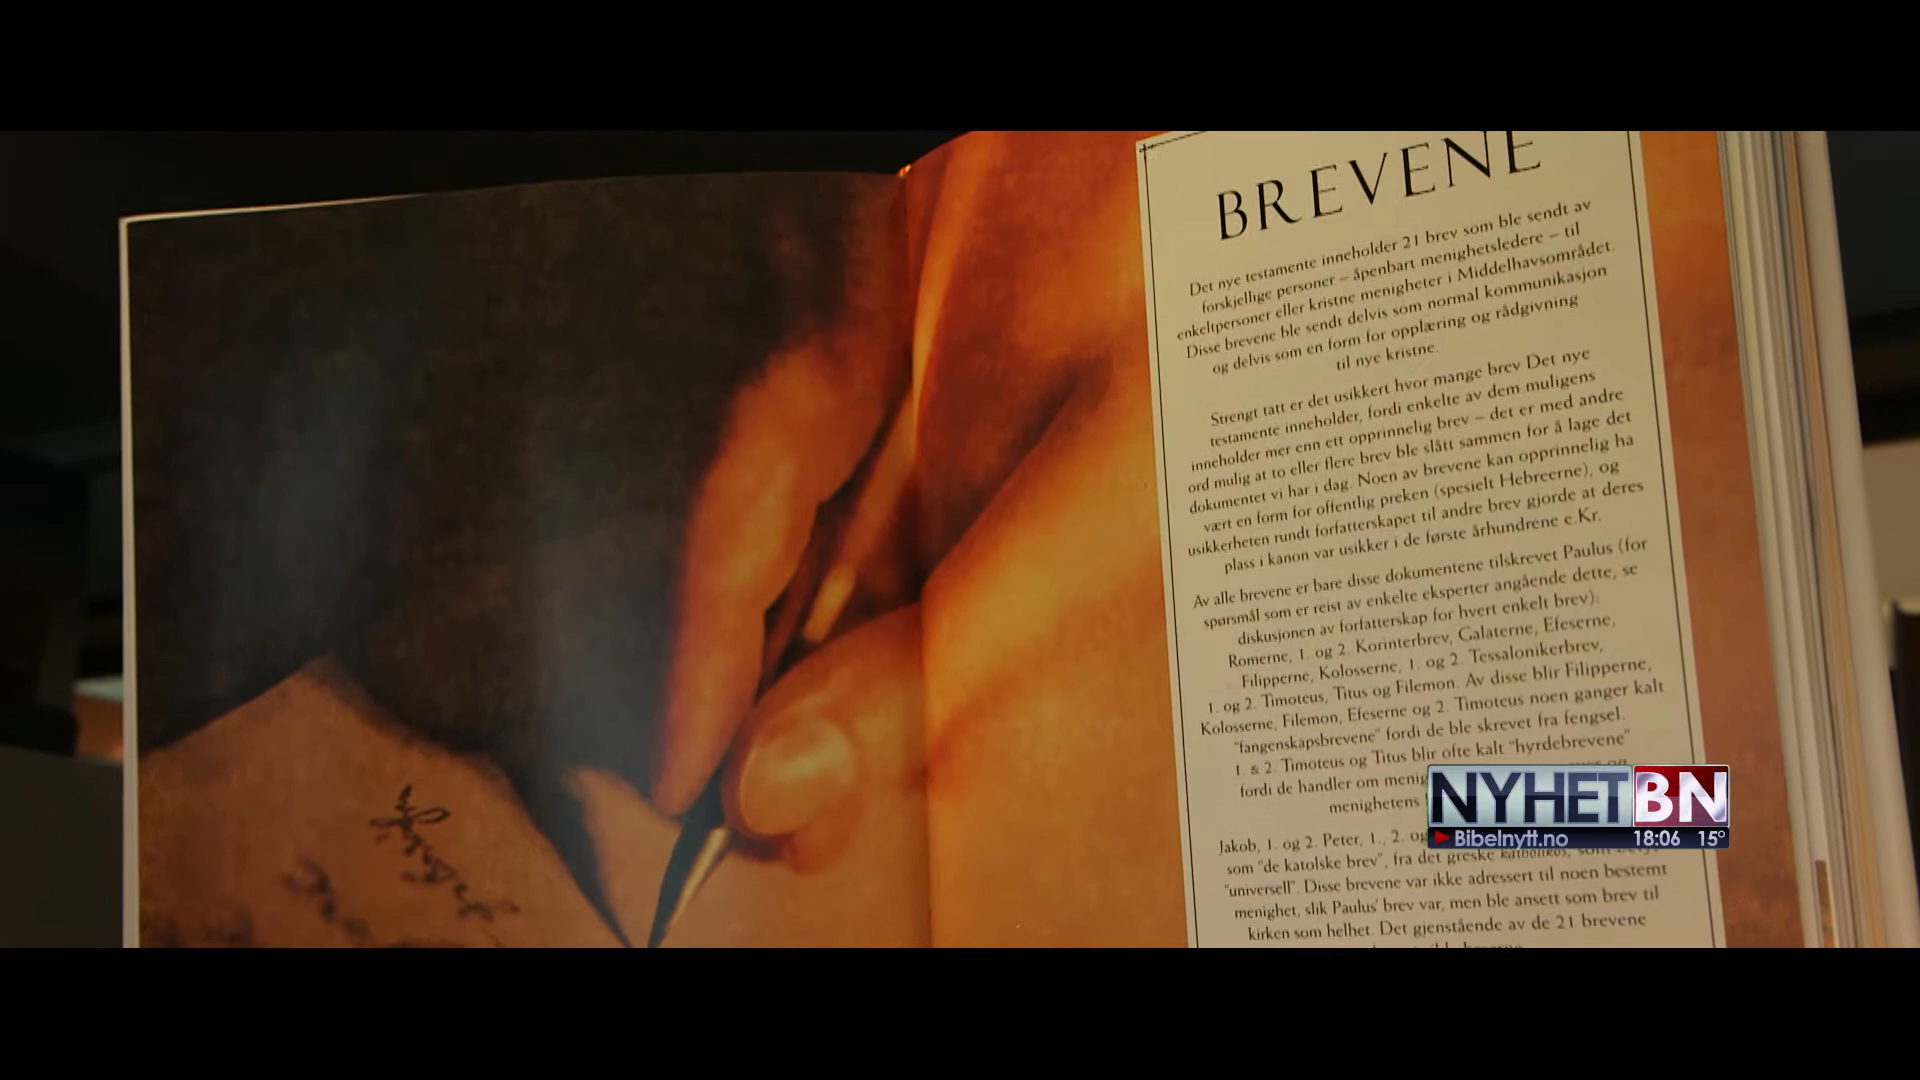 BREVENE
Det nye testamente inneholder 21 brev som ble sendt av
forskjellige personer – åpenbart menighetsledere – til
enkeltpersoner eller kristne menigheter i Middelhavsområdet.
Disse brevene ble sendt delvis som normal kommunikasjon
og delvis som en form for opplæring og rådgivning
til nye kristne.
Strengt tatt er det usikkert hvor mange brev Det nye
testamente inneholder, fordi enkelte av dem muligens
inneholder mer enn ett opprinnelig brev – det er med andre
ord mulig at to eller flere brev ble slått sammen for å lage det
dokumentet vi har i dag. Noen av brevene kan opprinnelig ha
vært en form for offentlig preken (spesielt Hebreerne), og
usikkerheten rundt forfatterskapet til andre brev gjorde at deres
plass i kanon var usikker i de første århundrene e.Kr.
Av alle brevene er bare disse dokumentene tilskrevet Paulus (for
spørsmål som er reist av enkelte eksperter angående dette, se
diskusjonen av forfatterskap for hvert enkelt brev):
Romerne, 1. og 2. Korinterbrev, Galaterne, Efeserne,
Filipperne, Kolosserne, 1. og 2. Tessalonikerbrev,
1. og 2. Timoteus, Titus og Filemon. Av disse blir Filipperne,
Kolosserne, Filemon, Efeserne og 2. Timoteus noen ganger kalt
"fangenskapsbrevene" fordi de ble skrevet fra fengsel.
1. & 2. Timoteus og Titus blir ofte kalt "hyrdebrevene"
fordi de handler om menig
menighetens
Jakob, 1. og 2. Peter, 1., 2. og
som "de katolske brev", fra det greske katholikos, som
"universell". Disse brevene var ikke adressert til noen bestemt
menighet, slik Paulus' brev var, men ble ansett som brev til
kirken som helhet. Det gjenstående av de 21 brevene
NYHET BN
Bibelnytt.no 18:06 15°